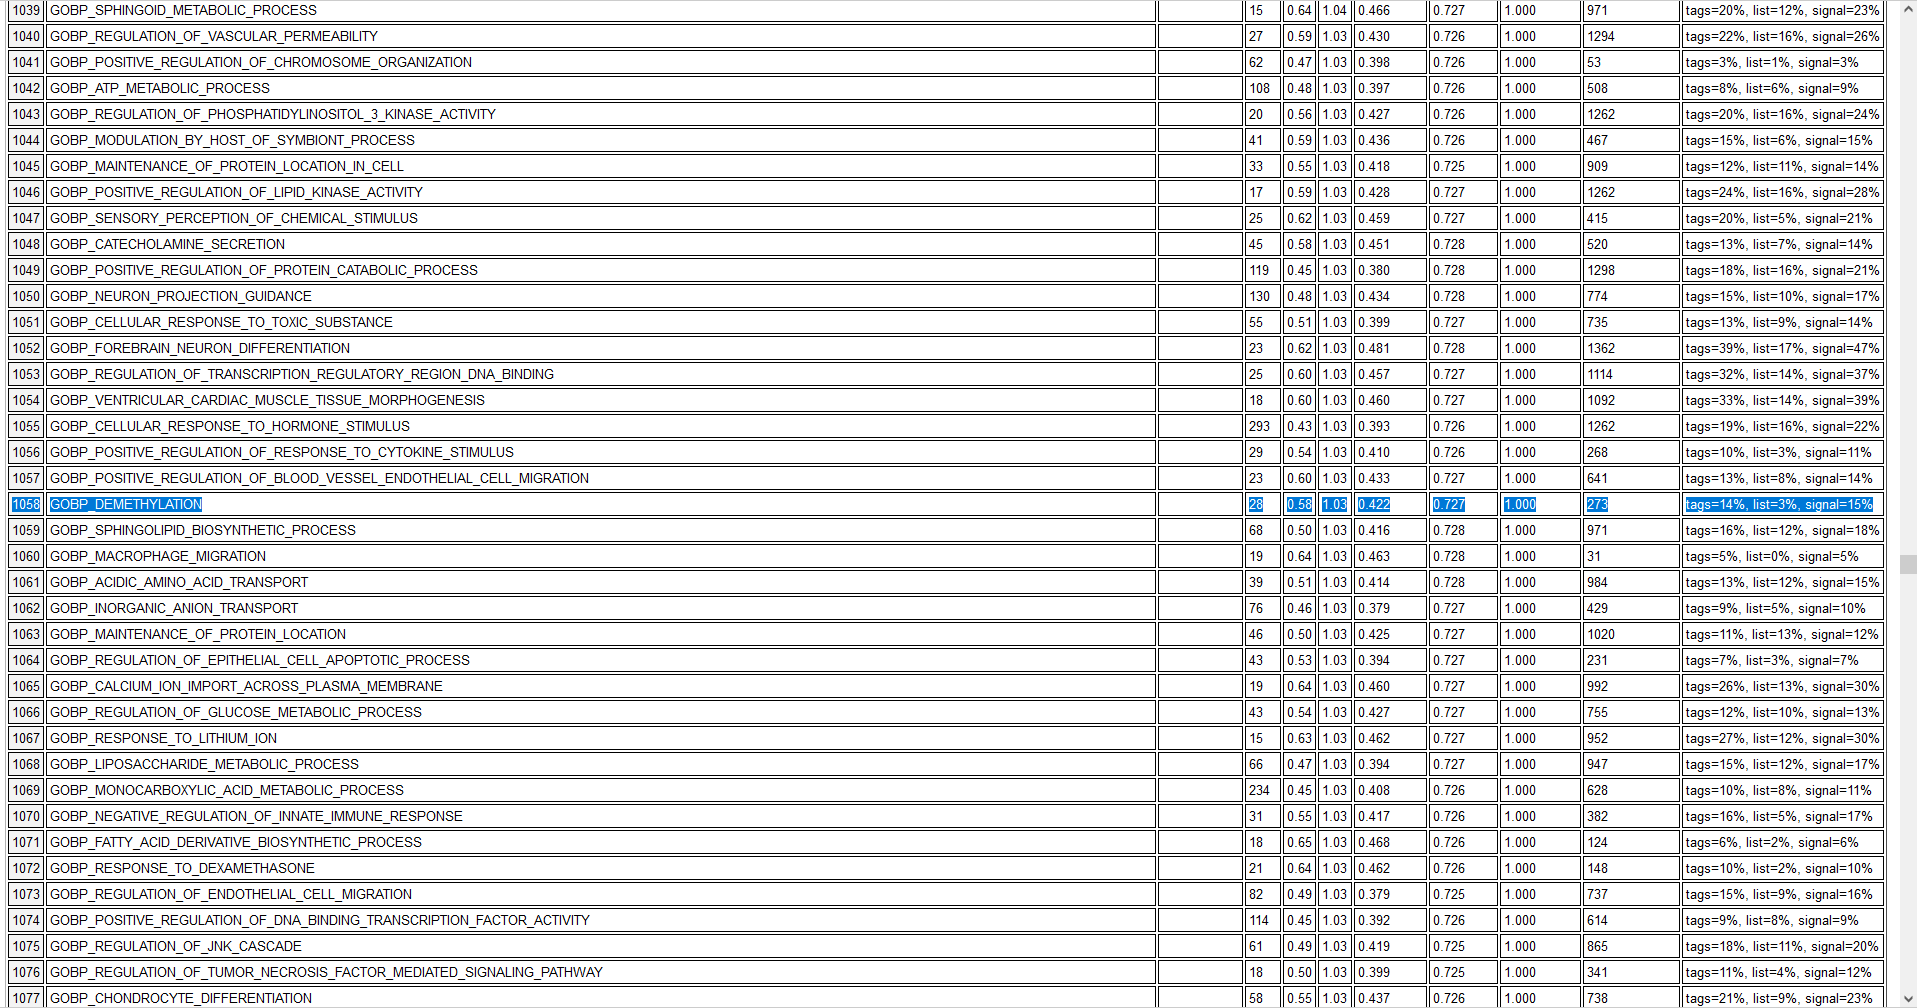 1039 GOBP_SPHINGOID_METABOLIC_PROCESS 15 0.64 1.04 0.466 0.727 1.000 971 tags=20%, list=12%, signal=23%
1040 GOBP_REGULATION_OF_VASCULAR_PERMEABILITY 27 0.59 1.03 0.430 0.726 1.000 1294 tags=22%, list=16%, signal=26%
1041 GOBP_POSITIVE_REGULATION_OF_CHROMOSOME_ORGANIZATION 62 0.47 1.03 0.398 0.726 1.000 53 tags=3%, list=1%, signal=3%
1042 GOBP_ATP_METABOLIC_PROCESS 108 0.48 1.03 0.397 0.726 1.000 508 tags=8%, list=6%, signal=9%
1043 GOBP_REGULATION_OF_PHOSPHATIDYLINOSITOL_3_KINASE_ACTIVITY 20 0.56 1.03 0.427 0.726 1.000 1262 tags=20%, list=16%, signal=24%
1044 GOBP_MODULATION_BY_HOST_OF_SYMBIONT_PROCESS 41 0.59 1.03 0.436 0.726 1.000 467 tags=15%, list=6%, signal=15%
1045 GOBP_MAINTENANCE_OF_PROTEIN_LOCATION_IN_CELL 33 0.55 1.03 0.418 0.725 1.000 909 tags=12%, list=11%, signal=14%
1046 GOBP_POSITIVE_REGULATION_OF_LIPID_KINASE_ACTIVITY 17 0.59 1.03 0.428 0.727 1.000 1262 tags=24%, list=16%, signal=28%
1047 GOBP_SENSORY_PERCEPTION_OF_CHEMICAL_STIMULUS 25 0.62 1.03 0.459 0.727 1.000 415 tags=20%, list=5%, signal=21%
1048 GOBP_CATECHOLAMINE_SECRETION 45 0.58 1.03 0.451 0.728 1.000 520 tags=13%, list=7%, signal=14%
1049 GOBP_POSITIVE_REGULATION_OF_PROTEIN_CATABOLIC_PROCESS 119 0.45 1.03 0.380 0.728 1.000 1298 tags=18%, list=16%, signal=21%
1050 GOBP_NEURON_PROJECTION_GUIDANCE 130 0.48 1.03 0.434 0.728 1.000 774 tags=15%, list=10%, signal=17%
1051 GOBP_CELLULAR_RESPONSE_TO_TOXIC_SUBSTANCE 55 0.51 1.03 0.399 0.727 1.000 735 tags=13%, list=9%, signal=14%
1052 GOBP_FOREBRAIN_NEURON_DIFFERENTIATION 23 0.62 1.03 0.481 0.728 1.000 1362 tags=39%, list=17%, signal=47%
1053 GOBP_REGULATION_OF_TRANSCRIPTION_REGULATORY_REGION_DNA_BINDING 25 0.60 1.03 0.457 0.727 1.000 1114 tags=32%, list=14%, signal=37%
1054 GOBP_VENTRICULAR_CARDIAC_MUSCLE_TISSUE_MORPHOGENESIS 18 0.60 1.03 0.460 0.727 1.000 1092 tags=33%, list=14%, signal=39%
1055 GOBP_CELLULAR_RESPONSE_TO_HORMONE_STIMULUS 293 0.43 1.03 0.393 0.726 1.000 1262 tags=19%, list=16%, signal=22%
1056 GOBP_POSITIVE_REGULATION_OF_RESPONSE_TO_CYTOKINE_STIMULUS 29 0.54 1.03 0.410 0.726 1.000 268 tags=10%, list=3%, signal=11%
1057 GOBP_POSITIVE_REGULATION_OF_BLOOD_VESSEL_ENDOTHELIAL_CELL_MIGRATION 23 0.60 1.03 0.433 0.727 1.000 641 tags=13%, list=8%, signal=14%
1058 GOBP_DEMETHYLATION 28 0.58 1.03 0.422 0.727 1.000 273 tags=14%, list=3%, signal=15%
1059 GOBP_SPHINGOLIPID_BIOSYNTHETIC_PROCESS 68 0.50 1.03 0.416 0.728 1.000 971 tags=16%, list=12%, signal=18%
1060 GOBP_MACROPHAGE_MIGRATION 19 0.64 1.03 0.463 0.728 1.000 31 tags=5%, list=0%, signal=5%
1061 GOBP_ACIDIC_AMINO_ACID_TRANSPORT 39 0.51 1.03 0.414 0.728 1.000 984 tags=13%, list=12%, signal=15%
1062 GOBP_INORGANIC_ANION_TRANSPORT 76 0.46 1.03 0.379 0.727 1.000 429 tags=9%, list=5%, signal=10%
1063 GOBP_MAINTENANCE_OF_PROTEIN_LOCATION 46 0.50 1.03 0.425 0.727 1.000 1020 tags=11%, list=13%, signal=12%
1064 GOBP_REGULATION_OF_EPITHELIAL_CELL_APOPTOTIC_PROCESS 43 0.53 1.03 0.394 0.727 1.000 231 tags=7%, list=3%, signal=7%
1065 GOBP_CALCIUM_ION_IMPORT_ACROSS_PLASMA_MEMBRANE 19 0.64 1.03 0.460 0.727 1.000 992 tags=26%, list=13%, signal=30%
1066 GOBP_REGULATION_OF_GLUCOSE_METABOLIC_PROCESS 43 0.54 1.03 0.427 0.727 1.000 755 tags=12%, list=10%, signal=13%
1067 GOBP_RESPONSE_TO_LITHIUM_ION 15 0.63 1.03 0.462 0.727 1.000 952 tags=27%, list=12%, signal=30%
1068 GOBP_LIPOSACCHARIDE_METABOLIC_PROCESS 66 0.47 1.03 0.394 0.727 1.000 947 tags=15%, list=12%, signal=17%
1069 GOBP_MONOCARBOXYLIC_ACID_METABOLIC_PROCESS 234 0.45 1.03 0.408 0.726 1.000 628 tags=10%, list=8%, signal=11%
1070 GOBP_NEGATIVE_REGULATION_OF_INNATE_IMMUNE_RESPONSE 31 0.55 1.03 0.417 0.726 1.000 382 tags=16%, list=5%, signal=17%
1071 GOBP_FATTY_ACID_DERIVATIVE_BIOSYNTHETIC_PROCESS 18 0.65 1.03 0.468 0.726 1.000 124 tags=6%, list=2%, signal=6%
1072 GOBP_RESPONSE_TO_DEXAMETHASONE 21 0.64 1.03 0.462 0.726 1.000 148 tags=10%, list=2%, signal=10%
1073 GOBP_REGULATION_OF_ENDOTHELIAL_CELL_MIGRATION 82 0.49 1.03 0.379 0.725 1.000 737 tags=15%, list=9%, signal=16%
1074 GOBP_POSITIVE_REGULATION_OF_DNA_BINDING_TRANSCRIPTION_FACTOR_ACTIVITY 114 0.45 1.03 0.392 0.726 1.000 614 tags=9%, list=8%, signal=9%
1075 GOBP_REGULATION_OF_JNK_CASCADE 61 0.49 1.03 0.419 0.725 1.000 865 tags=18%, list=11%, signal=20%
1076 GOBP_REGULATION_OF_TUMOR_NECROSIS_FACTOR_MEDIATED_SIGNALING_PATHWAY 18 0.50 1.03 0.399 0.725 1.000 341 tags=11%, list=4%, signal=12%
1077 GOBP_CHONDROCYTE_DIFFERENTIATION 58 0.55 1.03 0.437 0.726 1.000 738 tags=21%, list=9%, signal=23%